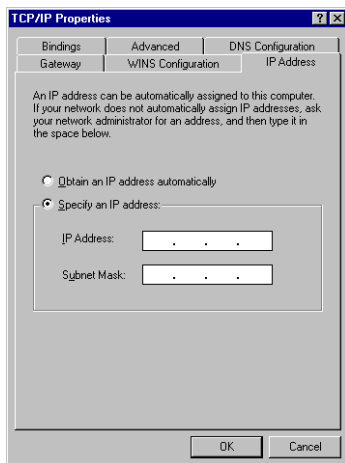 TCP/IP Properties
Bindings Advanced DNS Configuration
Gateway WINS Configuration IP Address
An IP address can be automatically assigned to this computer.
If your network does not automatically assign IP addresses, ask
your network administrator for an address, and then type it in
the space below.
Obtain an IP address automatically
Specify an IP address:
IP Address: . . .
Subnet Mask: . . .
OK Cancel